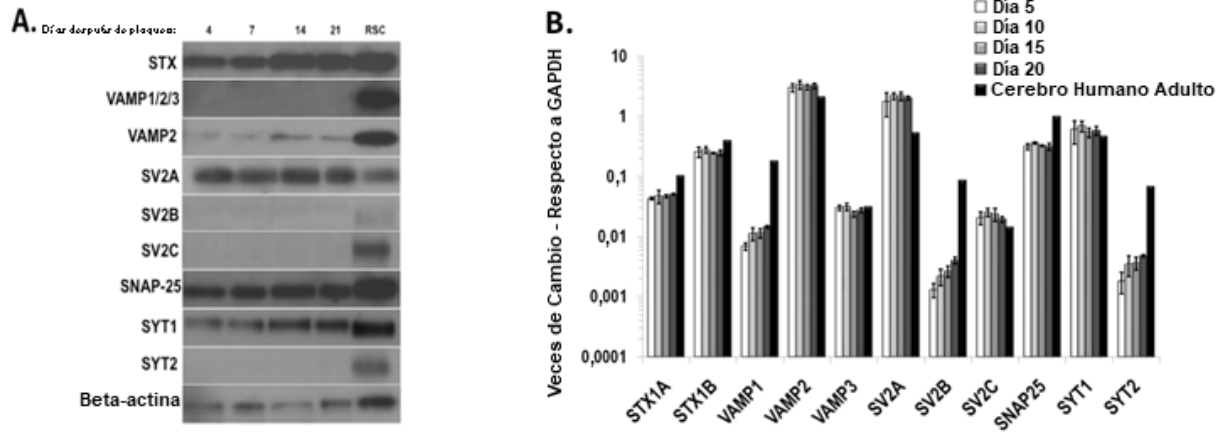 A. Días después de plaqueo: 4 7 14 21 RSC
STX
VAMP1/2/3
VAMP2
SV2A
SV2B
SV2C
SNAP-25
SYT1
SYT2
Beta-actina
B.
Día 5
Día 10
Día 15
Día 20
Cerebro Humano Adulto
Veces de Cambio - Respecto a GAPDH
10
1
0,1
0,01
0,001
0,0001
STX1A STX1B VAMP1 VAMP2 VAMP3 SV2A SV2B SV2C SNAP25 SYT1 SYT2